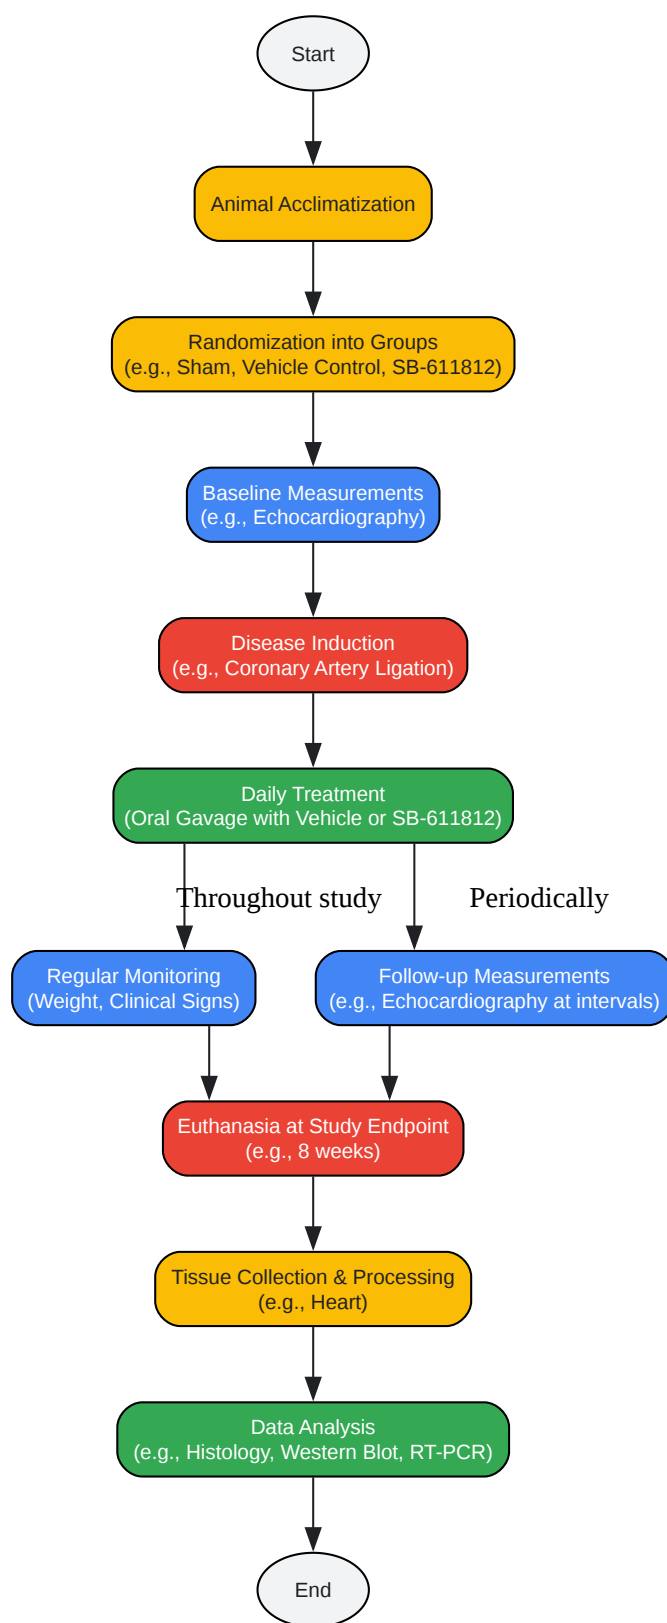 Start
Animal Acclimatization
Randomization into Groups
(e.g., Sham, Vehicle Control, SB-611812)
Baseline Measurements
(e.g., Echocardiography)
Disease Induction
(e.g., Coronary Artery Ligation)
Daily Treatment
(Oral Gavage with Vehicle or SB-611812)
Throughout study
Periodically
Regular Monitoring
(Weight, Clinical Signs)
Follow-up Measurements
(e.g., Echocardiography at intervals)
Euthanasia at Study Endpoint
(e.g., 8 weeks)
Tissue Collection & Processing
(e.g., Heart)
Data Analysis
(e.g., Histology, Western Blot, RT-PCR)
End